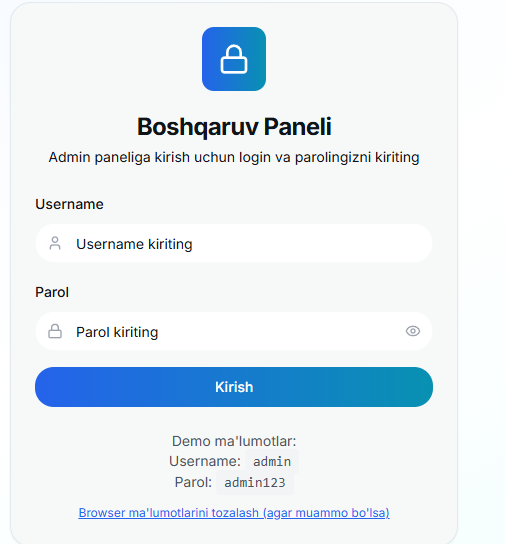 Boshqaruv Paneli
Admin paneliga kirish uchun login va parolingizni kiriting
Username
Username kiriting
Parol
Parol kiriting
Kirish
Demo ma'lumotlar:
Username: admin
Parol: admin123
Browser ma'lumotlarini tozalash (agar muammo bo'lsa)